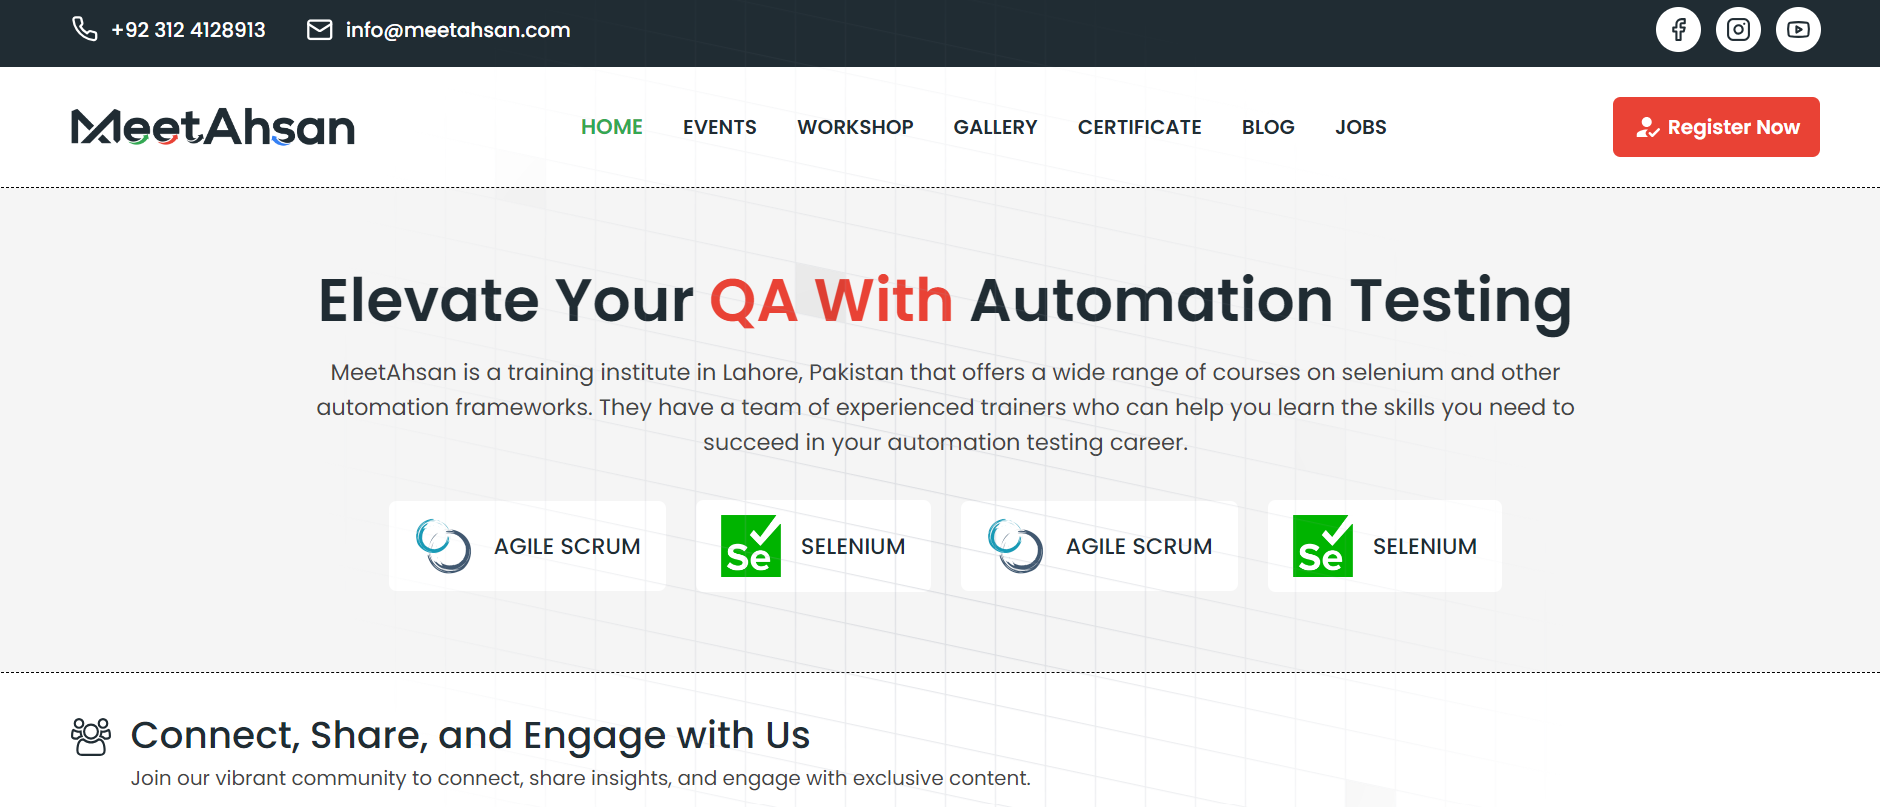 +92 312 4128913 info@meetahsan.com
MeetAhsan HOME EVENTS WORKSHOP GALLERY CERTIFICATE BLOG JOBS Register Now
Elevate Your QA With Automation Testing
MeetAhsan is a training institute in Lahore, Pakistan that offers a wide range of courses on selenium and other
automation frameworks. They have a team of experienced trainers who can help you learn the skills you need to
succeed in your automation testing career.
AGILE SCRUM Se SELENIUM AGILE SCRUM Se SELENIUM
Connect, Share, and Engage with Us
Join our vibrant community to connect, share insights, and engage with exclusive content.